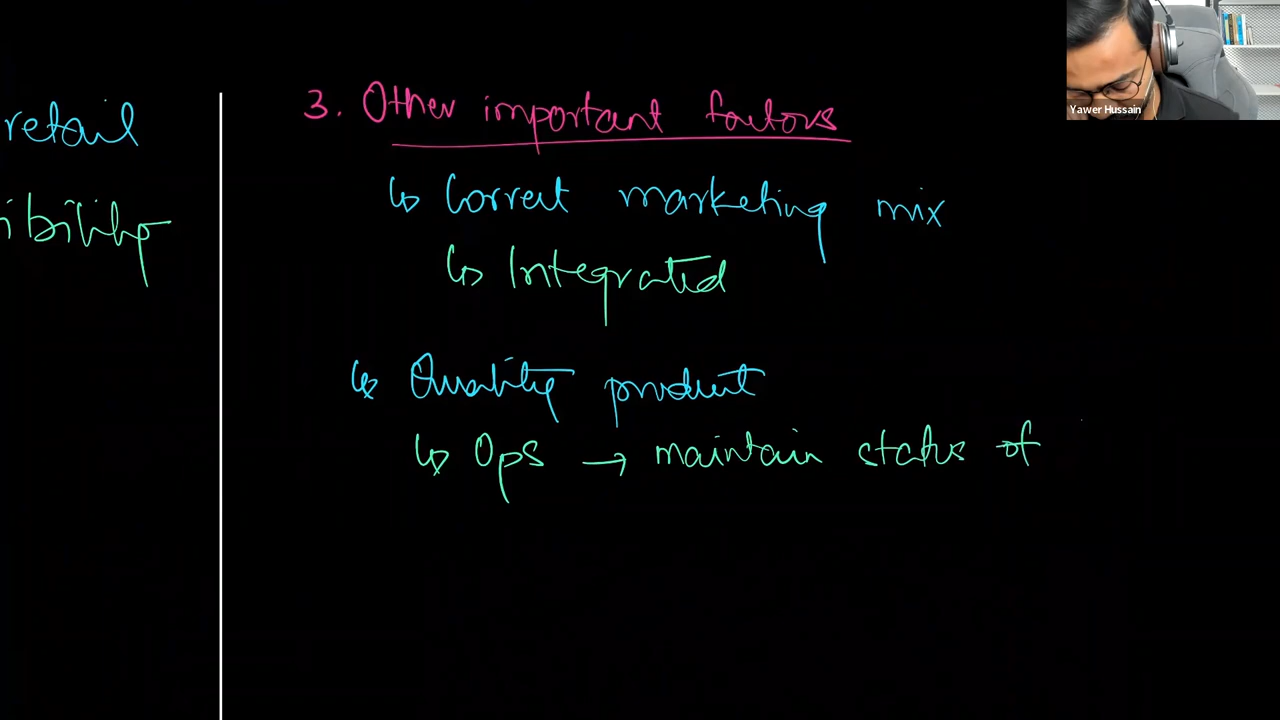 retail
ibility
3. Other important factors
↳ Correct marketing mix
↳ Integrated
↳ Quality product
↳ Ops → maintain status of
Yawer Hussain